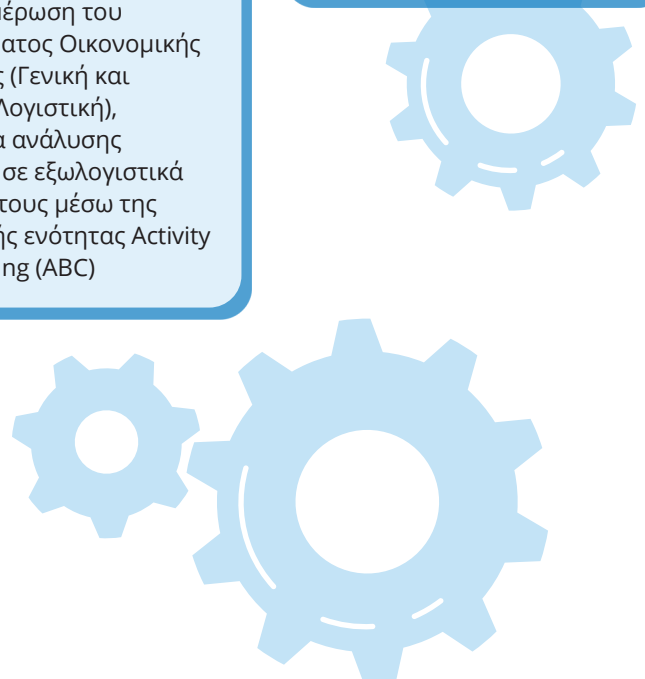 μέρωση του
ατος Οικονομικής
ς (Γενική και
Λογιστική),
α ανάλυσης
σε εξωλογιστικά
τους μέσω της
ής ενότητας Activity
ng (ABC)